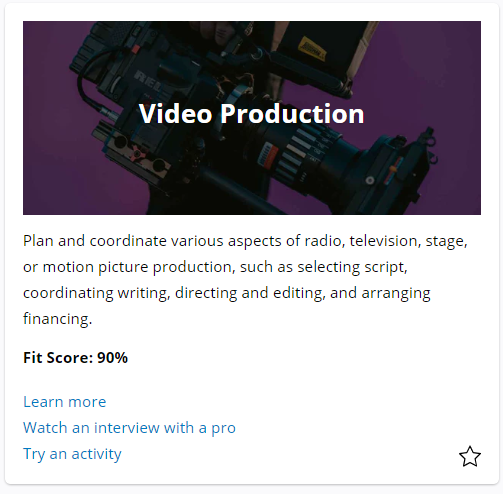 Video Production
Plan and coordinate various aspects of radio, television, stage,
or motion picture production, such as selecting script,
coordinating writing, directing and editing, and arranging
financing.
Fit Score: 90%
Learn more
Watch an interview with a pro
Try an activity